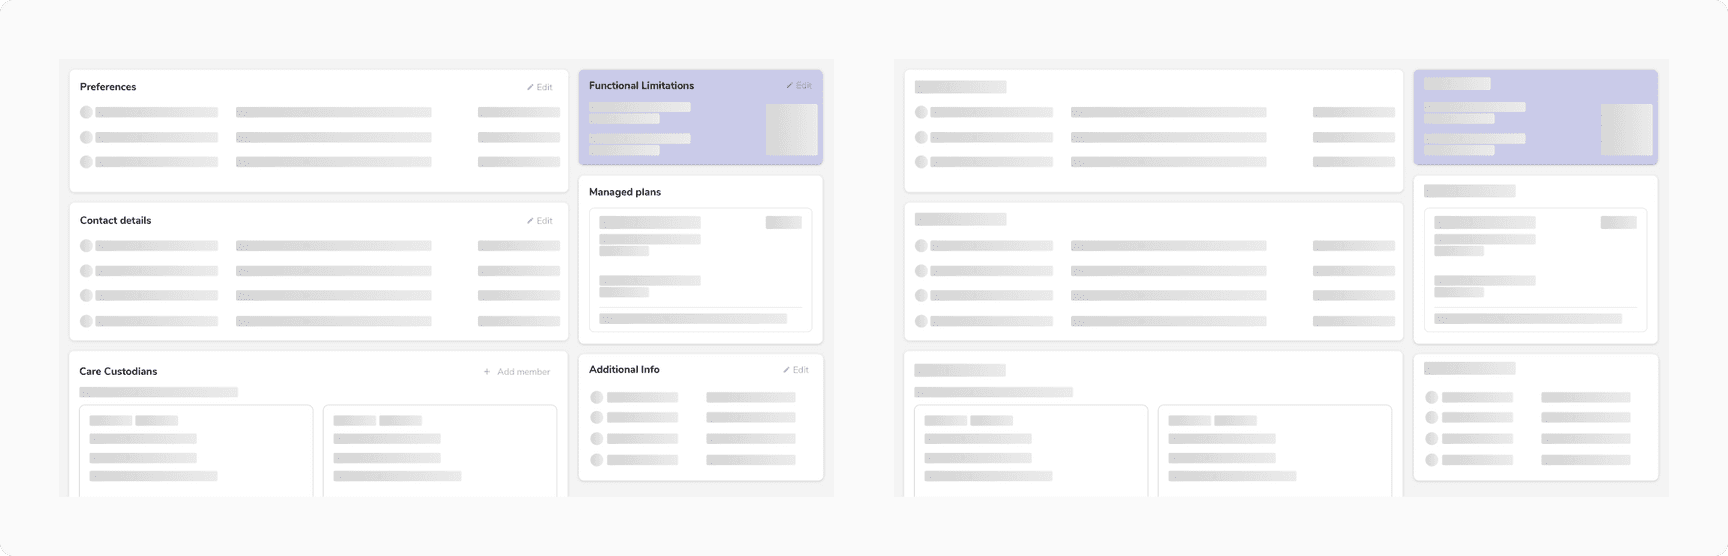 Preferences
Edit
Contact details
Edit
Care Custodians
Add member
Functional Limitations
Edit
Managed plans
Additional Info
Edit